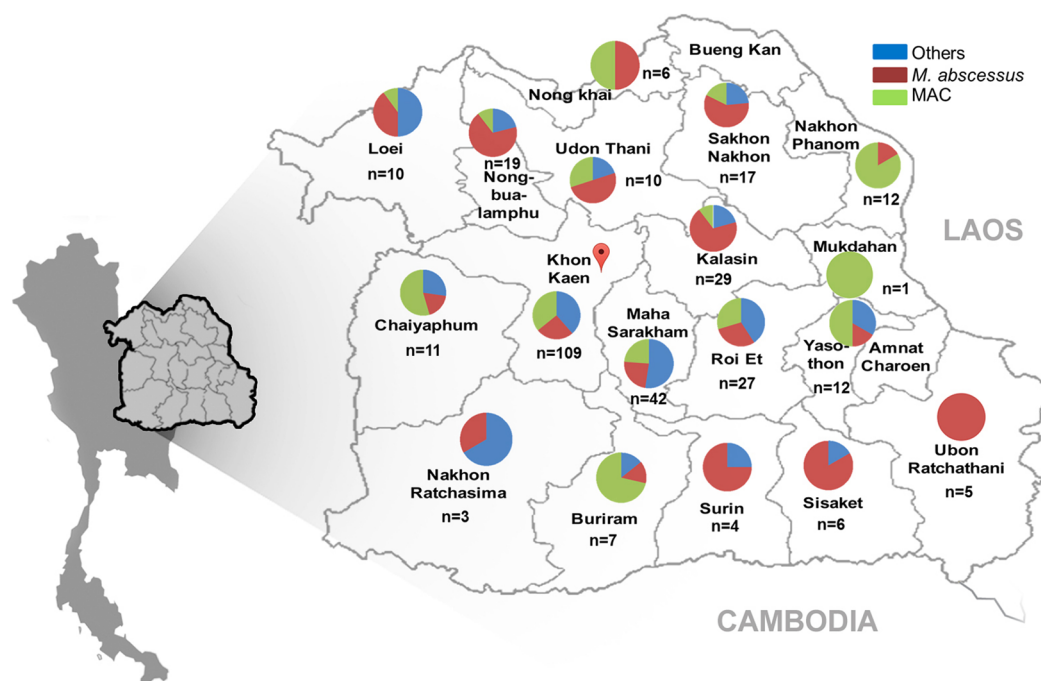 Bueng Kan
Others
M. abscessus
MAC
n=6
Nong khai
Loei
n=10
n=19
Nong-
bua-
lamphu
Udon Thani
n=10
Sakhon
Nakhon
n=17
Nakhon
Phanom
n=12
LAOS
Khon
Kaen
n=109
Kalasin
n=29
Mukdahan
n=1
Chaiyaphum
n=11
Maha
Sarakham
n=42
Roi Et
n=27
Yaso-
thon
n=12
Amnat
Charoen
Nakhon
Ratchasima
n=3
Buriram
n=7
Surin
n=4
Sisaket
n=6
Ubon
Ratchathani
n=5
CAMBODIA